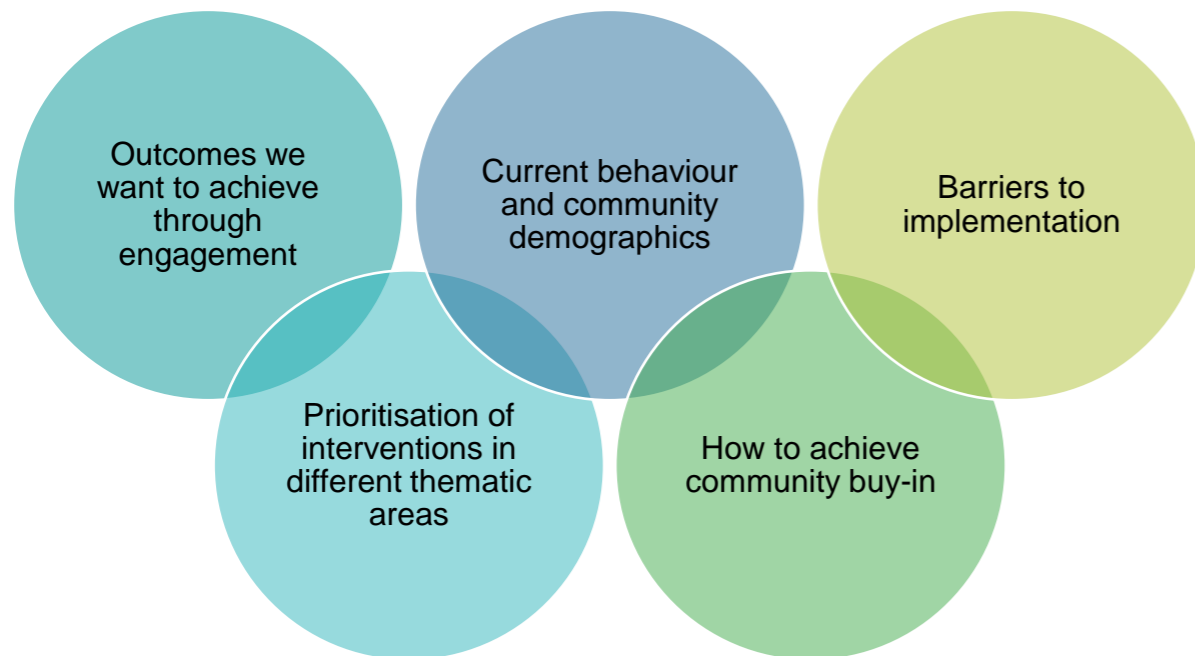 Outcomes we
want to achieve
through
engagement
Current behaviour
and community
demographics
Barriers to
implementation
Prioritisation of
interventions in
different thematic
areas
How to achieve
community buy-in